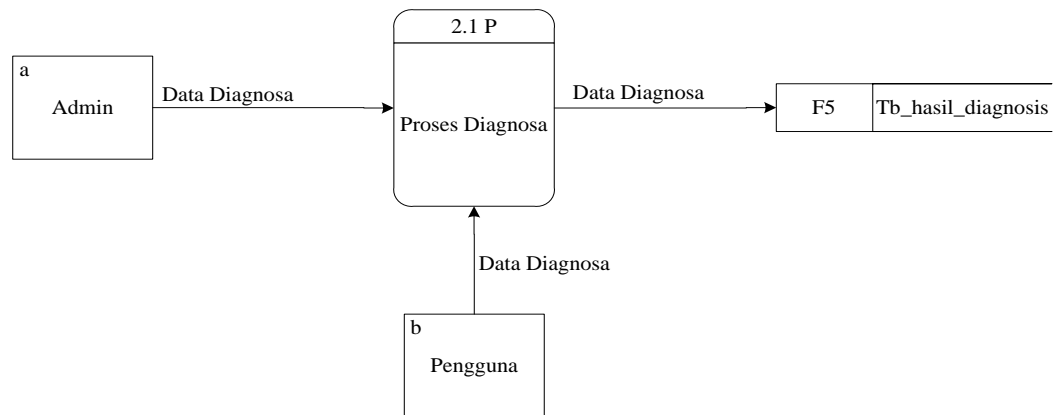 2.1 P
a
Admin
Data Diagnosa
Proses Diagnosa
Data Diagnosa
F5
Tb_hasil_diagnosis
Data Diagnosa
b
Pengguna